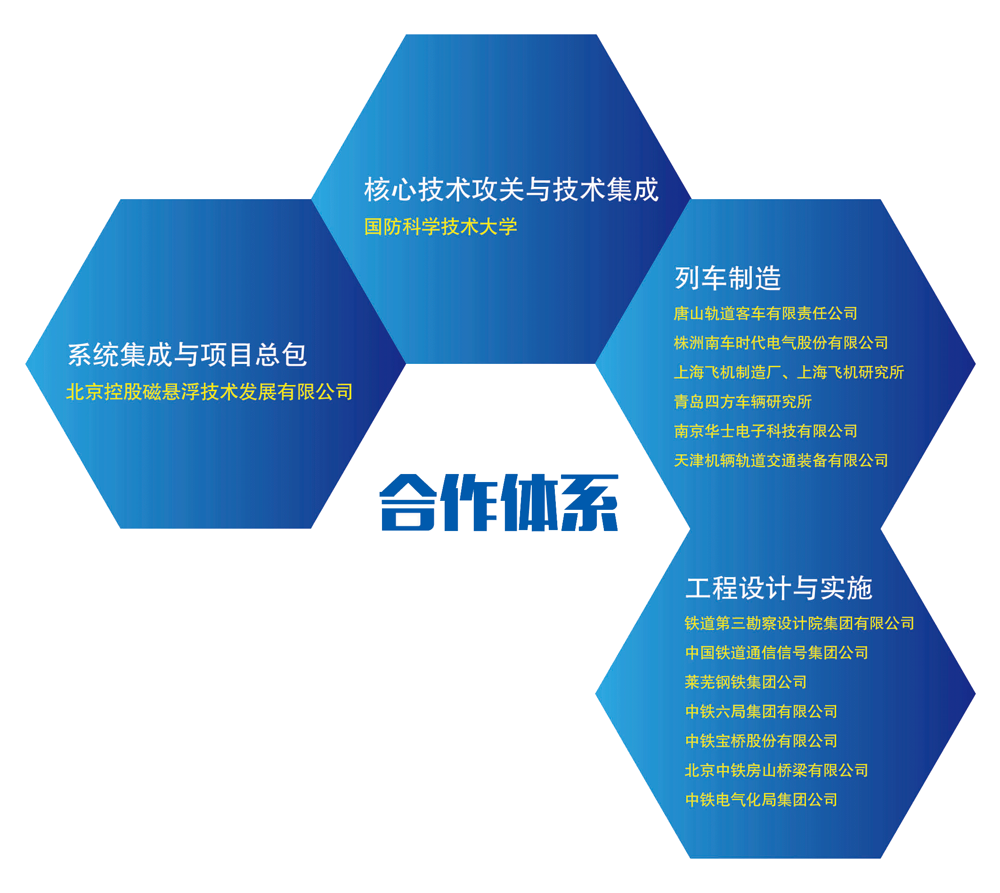 核心技术攻关与技术集成
国防科学技术大学
系统集成与项目总包
北京控股磁悬浮技术发展有限公司
列车制造
唐山轨道客车有限责任公司
株洲南车时代电气股份有限公司
上海飞机制造厂、上海飞机研究所
青岛四方车辆研究所
南京华士电子科技有限公司
天津机辆轨道交通装备有限公司
合作体系
工程设计与实施
铁道第三勘察设计院集团有限公司
中国铁道通信信号集团公司
莱芜钢铁集团公司
中铁六局集团有限公司
中铁宝桥股份有限公司
北京中铁房山桥梁有限公司
中铁电气化局集团公司